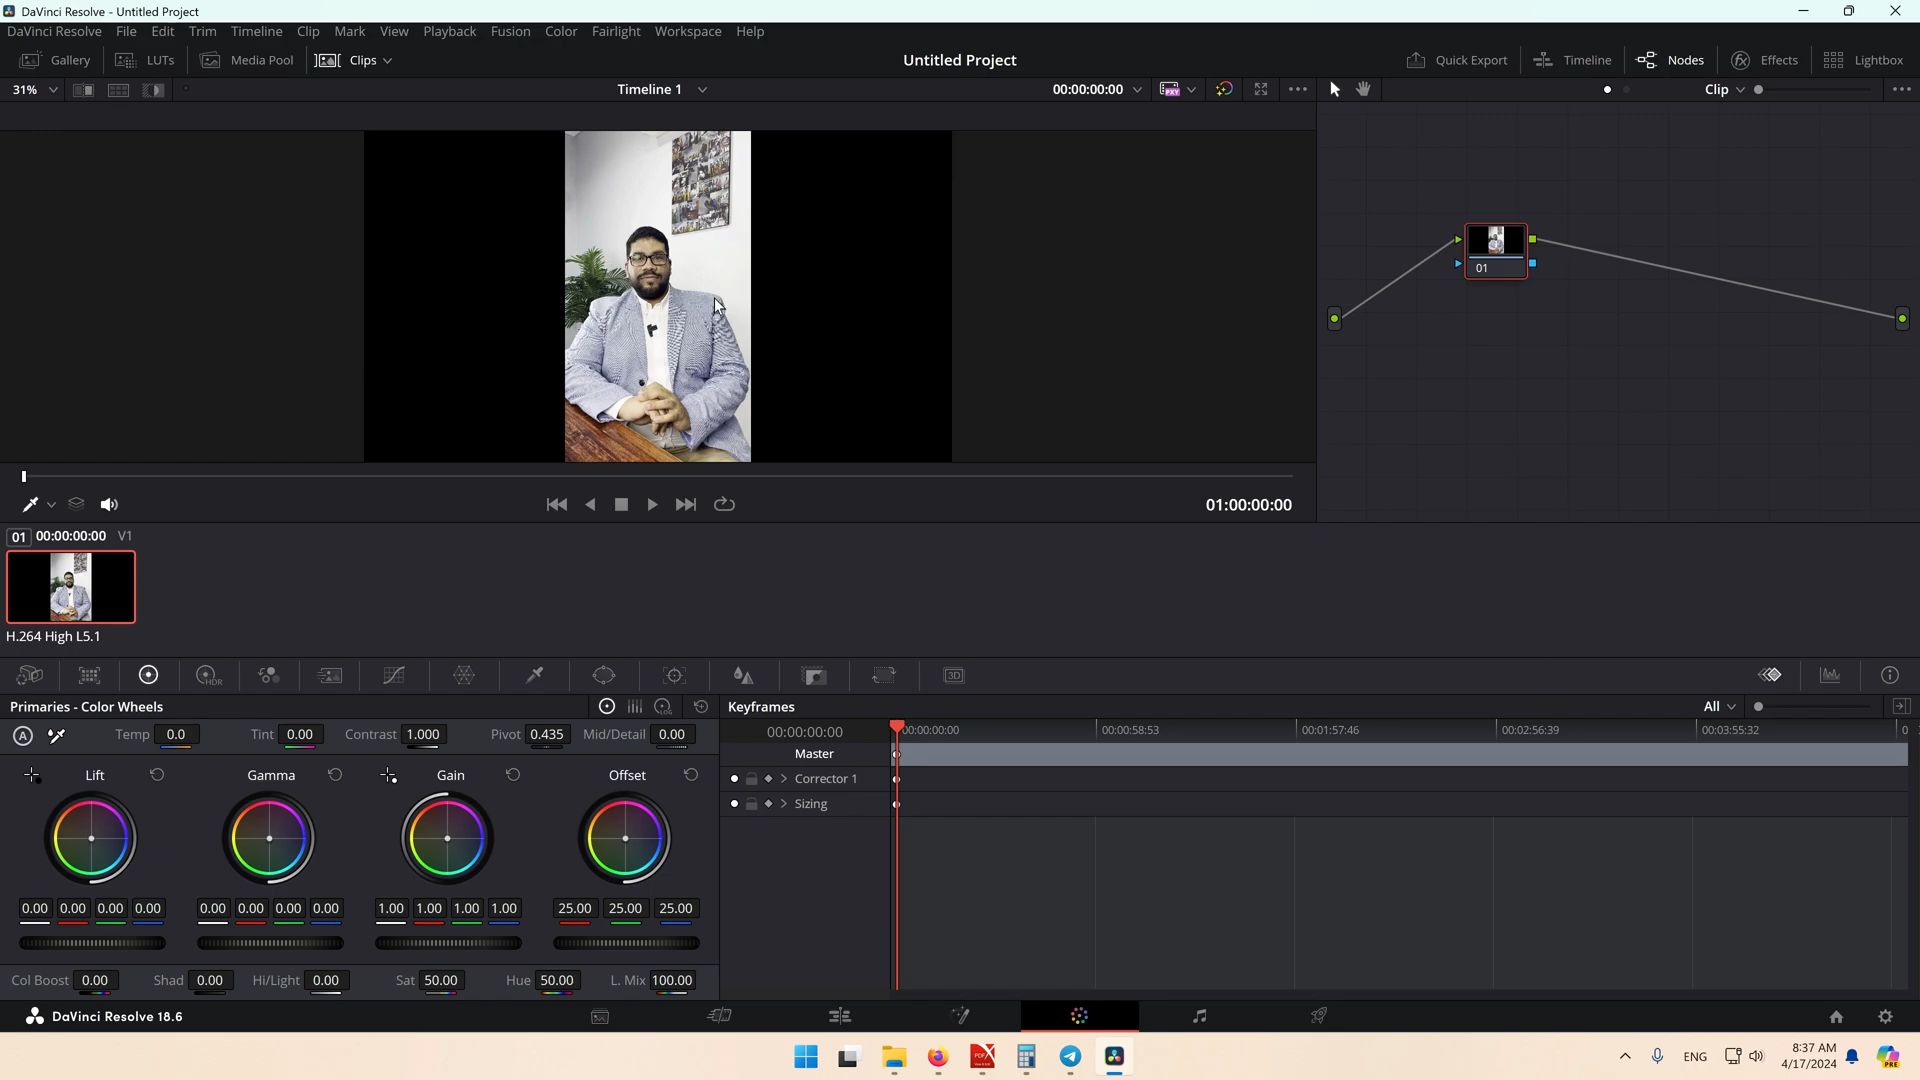 DaVinci Resolve - Untitled Project
DaVinci Resolve File Edit Trim Timeline Clip Mark View Playback Fusion Color Fairlight Workspace Help
Gallery LUTs Media Pool Clips Untitled Project Quick Export Timeline Nodes Effects Lightbox
31% Timeline 1 00:00:00:00 PXY Clip
01
01:00:00:00
01 00:00:00:00 V1
H.264 High L5.1
HDR 3D
Primaries - Color Wheels LOG Keyframes All
A Temp 0.0 Tint 0.00 Contrast 1.000 Pivot 0.435 Mid/Detail 0.00 00:00:00:00 00:00:00:00 00:00:58:53 00:01:57:46 00:02:56:39 00:03:55:32 0
Master
Lift Gamma Gain Offset Corrector 1
Sizing
0.00 0.00 0.00 0.00 0.00 0.00 0.00 0.00 1.00 1.00 1.00 1.00 25.00 25.00 25.00
Col Boost 0.00 Shad 0.00 Hi/Light 0.00 Sat 50.00 Hue 50.00 L. Mix 100.00
DaVinci Resolve 18.6
PDF ENG 8:37 AM PRE
4/17/2024